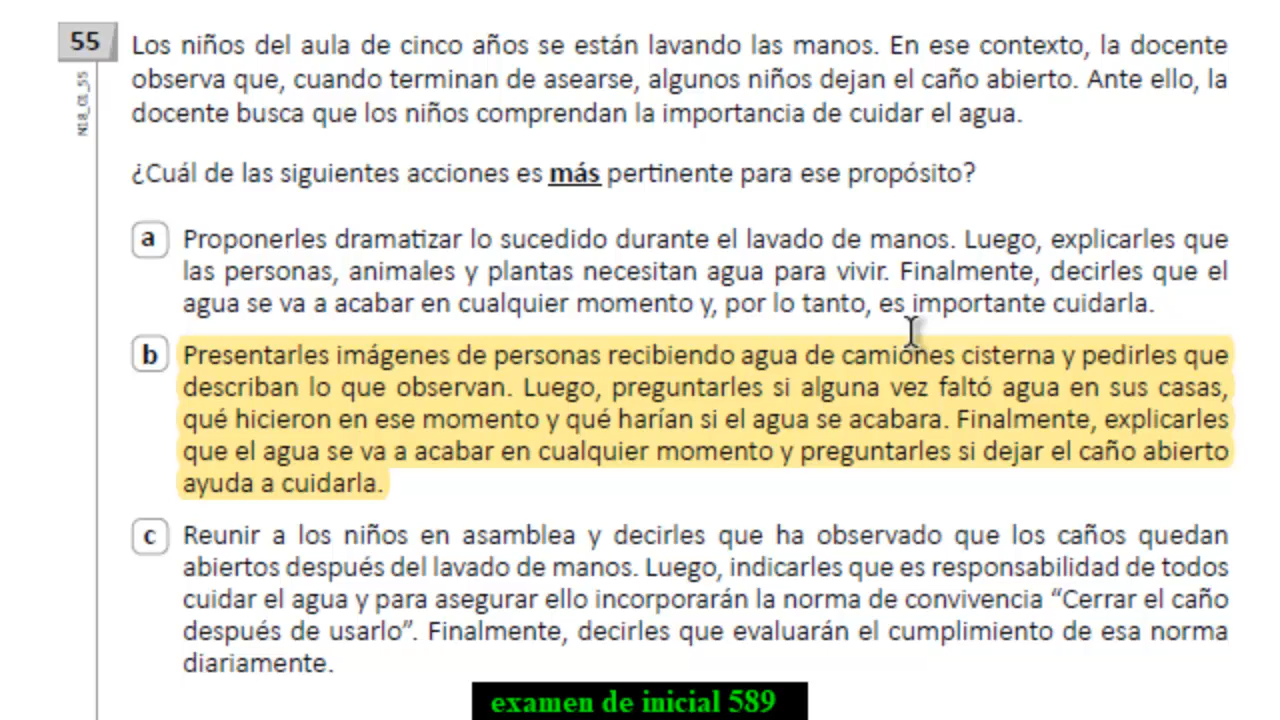 55
Los niños del aula de cinco años se están lavando las manos. En ese contexto, la docente
observa que, cuando terminan de asearse, algunos niños dejan el caño abierto. Ante ello, la
docente busca que los niños comprendan la importancia de cuidar el agua.
N18_01_55
¿Cuál de las siguientes acciones es más pertinente para ese propósito?
a Proponerles dramatizar lo sucedido durante el lavado de manos. Luego, explicarles que
las personas, animales y plantas necesitan agua para vivir. Finalmente, decirles que el
agua se va a acabar en cualquier momento y, por lo tanto, es importante cuidarla.
b Presentarles imágenes de personas recibiendo agua de camiones cisterna y pedirles que
describan lo que observan. Luego, preguntarles si alguna vez faltó agua en sus casas,
qué hicieron en ese momento y qué harían si el agua se acabara. Finalmente, explicarles
que el agua se va a acabar en cualquier momento y preguntarles si dejar el caño abierto
ayuda a cuidarla.
c Reunir a los niños en asamblea y decirles que ha observado que los caños quedan
abiertos después del lavado de manos. Luego, indicarles que es responsabilidad de todos
cuidar el agua y para asegurar ello incorporarán la norma de convivencia “Cerrar el caño
después de usarlo”. Finalmente, decirles que evaluarán el cumplimiento de esa norma
diariamente.
examen de inicial 589